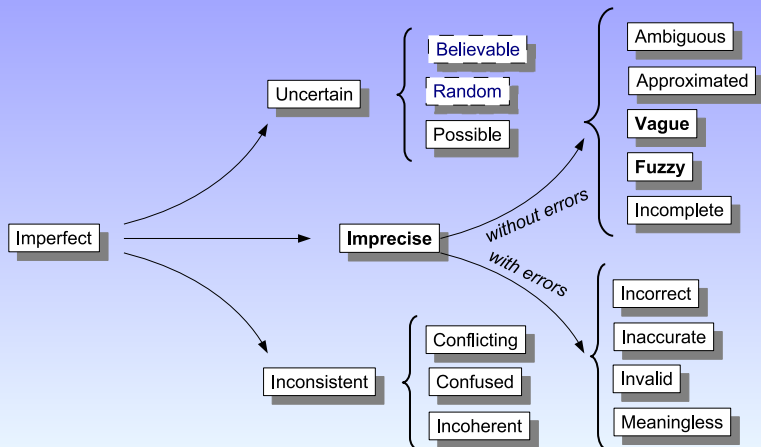 Imperfect
Uncertain
Believable
Random
Possible
Imprecise
without errors
Ambiguous
Approximated
Vague
Fuzzy
Incomplete
with errors
Incorrect
Inaccurate
Invalid
Meaningless
Inconsistent
Conflicting
Confused
Incoherent